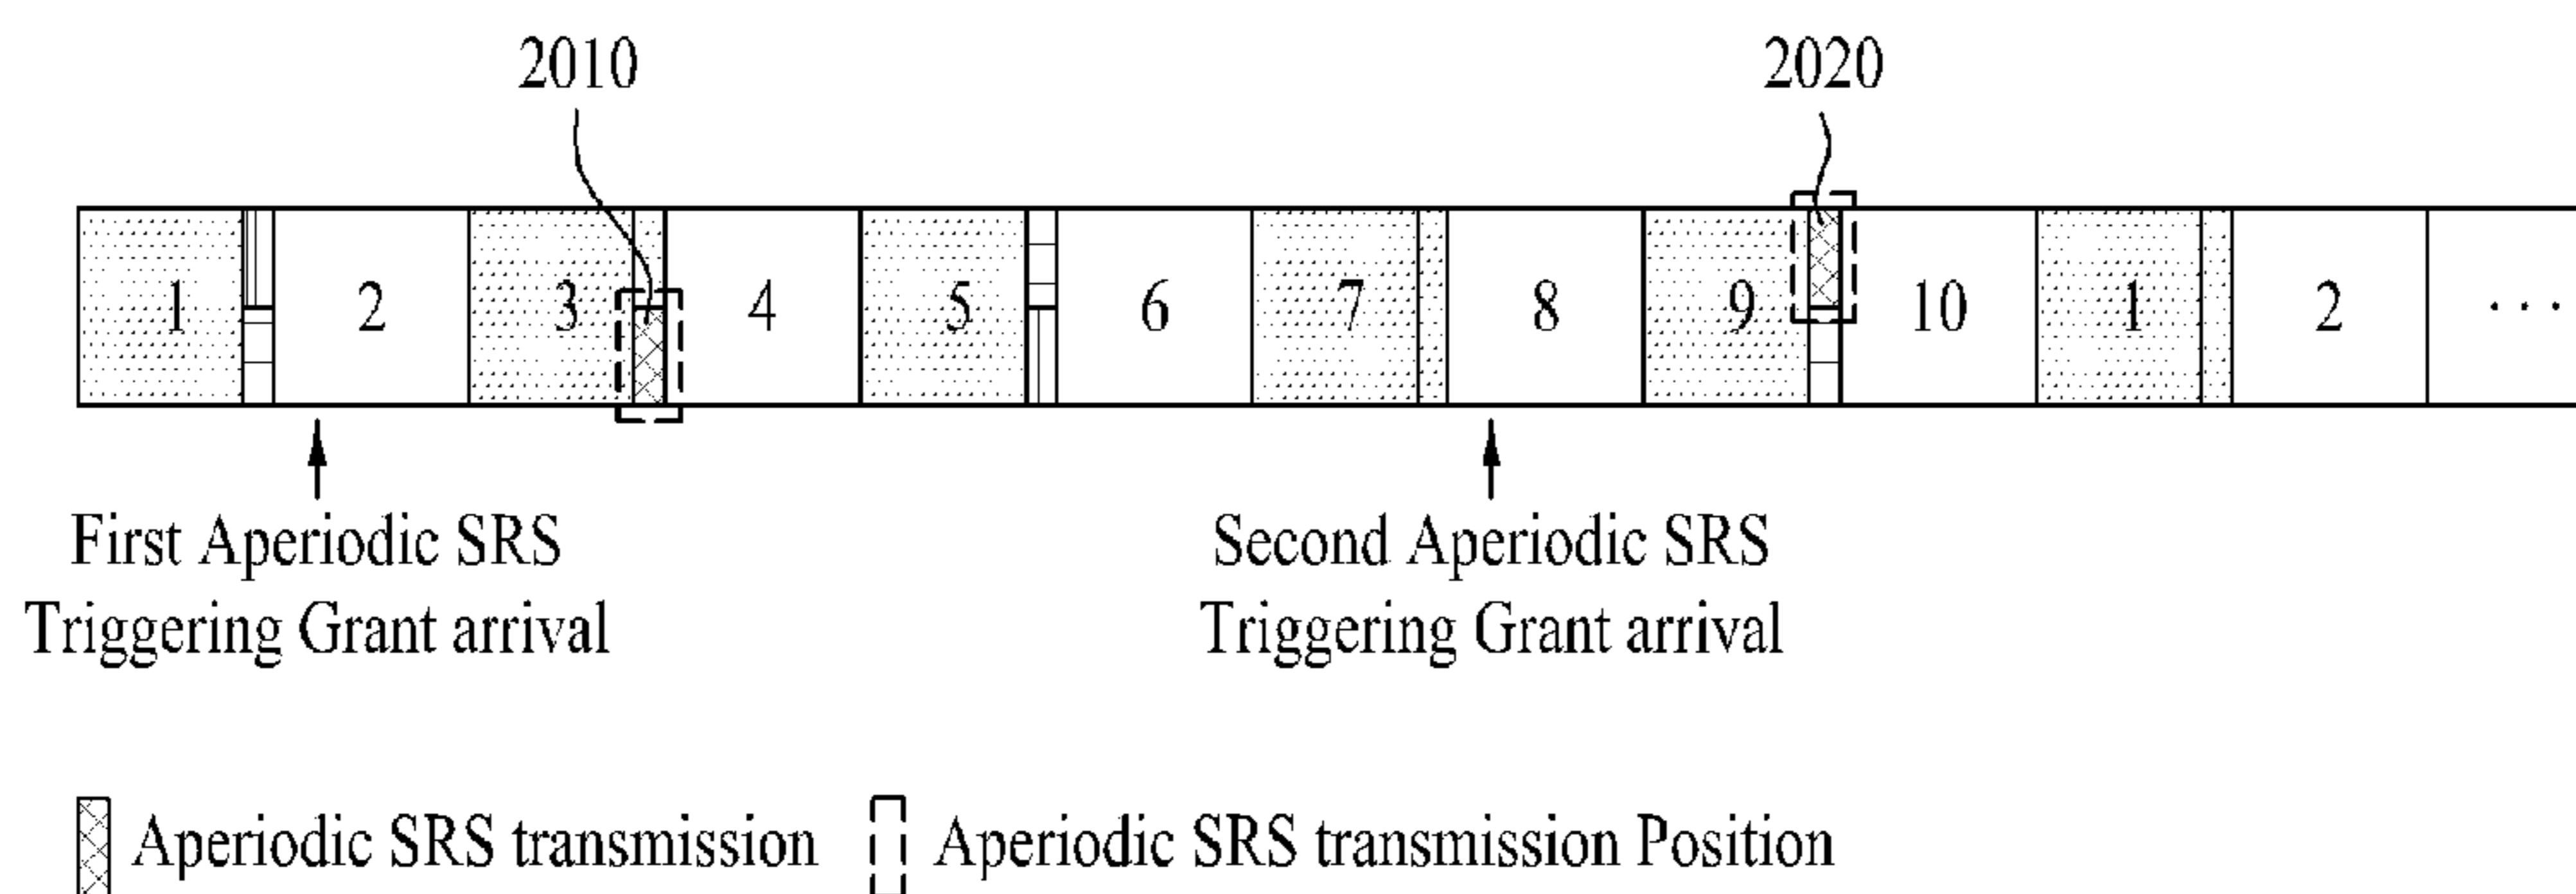 2010 2020
1 2 3 4 5 6 7 8 9 10 1 2 ...
First Aperiodic SRS
Triggering Grant arrival
Second Aperiodic SRS
Triggering Grant arrival
Aperiodic SRS transmission
Aperiodic SRS transmission Position